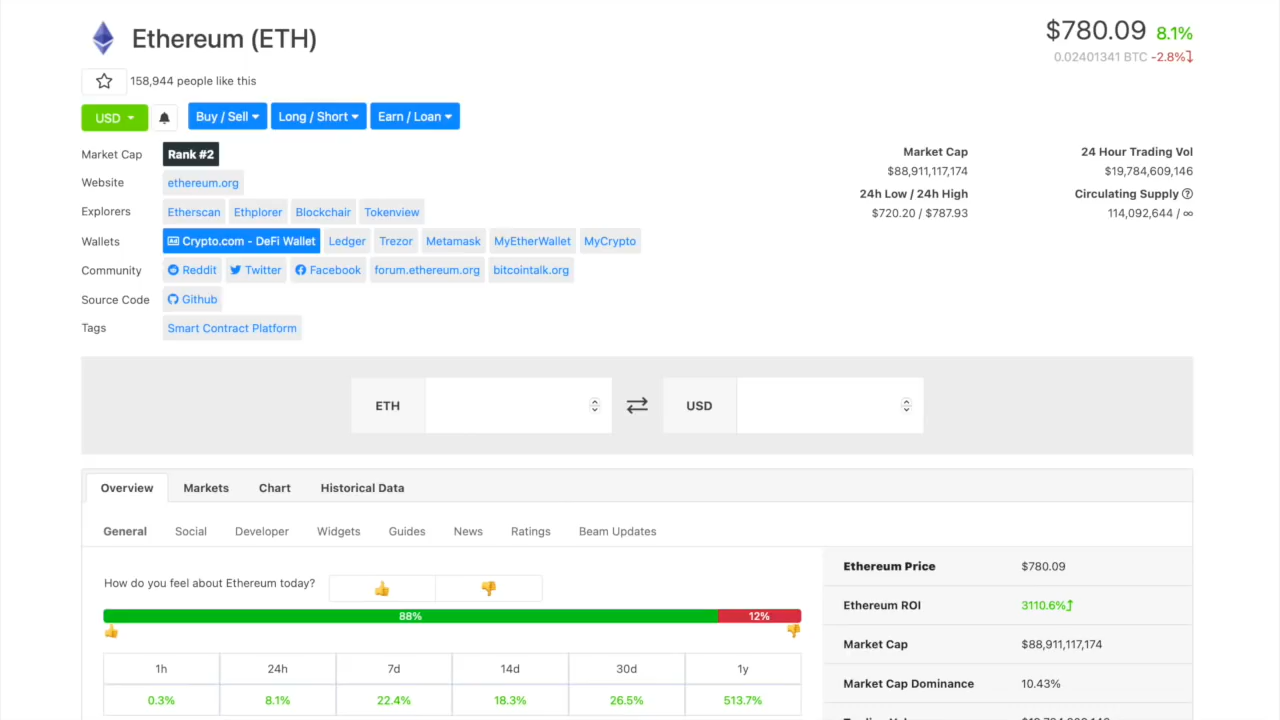 Ethereum (ETH)
$780.09 8.1%
0.02401341 BTC -2.8%
158,944 people like this
USD
Buy / Sell
Long / Short
Earn / Loan
Market Cap Rank #2
Website ethereum.org
Explorers Etherscan Ethplorer Blockchair Tokenview
Wallets Ad Crypto.com - DeFi Wallet Ledger Trezor Metamask MyEtherWallet MyCrypto
Community Reddit Twitter Facebook forum.ethereum.org bitcointalk.org
Source Code Github
Tags Smart Contract Platform
Market Cap 24 Hour Trading Vol
$88,911,117,174 $19,784,609,146
24h Low / 24h High Circulating Supply
$720.20 / $787.93 114,092,644 / ∞
ETH USD
Overview Markets Chart Historical Data
General Social Developer Widgets Guides News Ratings Beam Updates
How do you feel about Ethereum today?
88% 12%
1h 24h 7d 14d 30d 1y
0.3% 8.1% 22.4% 18.3% 26.5% 513.7%
Ethereum Price $780.09
Ethereum ROI 3110.6%
Market Cap $88,911,117,174
Market Cap Dominance 10.43%